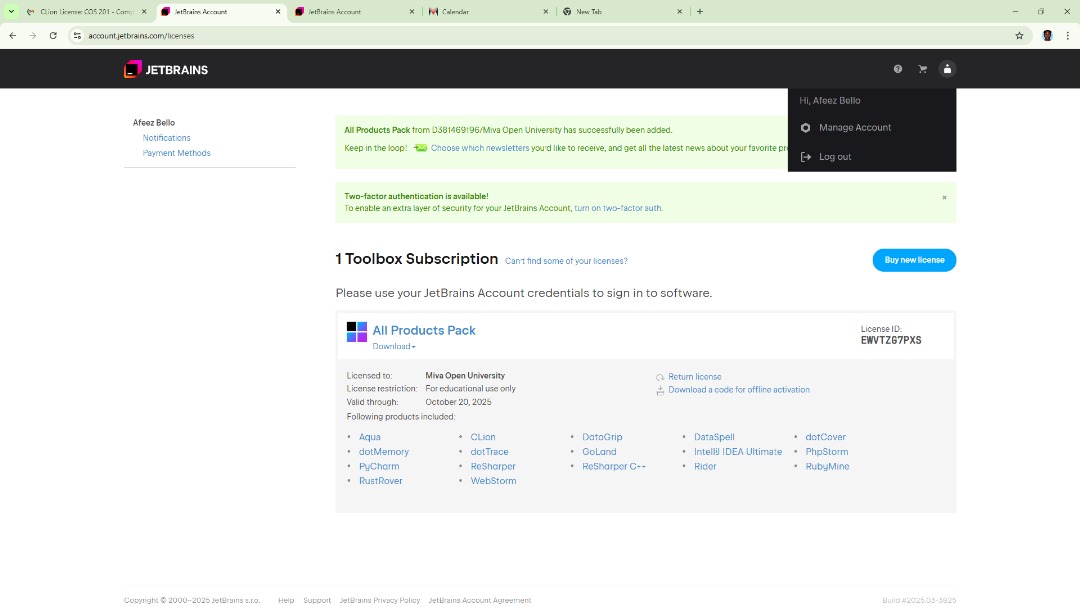 CLion License: COS 201 - Comp
JetBrains Account
JetBrains Account
Calendar
New Tab
account.jetbrains.com/licenses
JETBRAINS
Hi, Afeez Bello
Manage Account
Log out
Afeez Bello
Notifications
Payment Methods
All Products Pack from D381469196/Miva Open University has successfully been added.
Keep in the loop! Choose which newsletters you'd like to receive, and get all the latest news about your favorite pr
Two-factor authentication is available!
To enable an extra layer of security for your JetBrains Account, turn on two-factor auth.
1 Toolbox Subscription Can't find some of your licenses?
Buy new license
Please use your JetBrains Account credentials to sign in to software.
All Products Pack
Download
License ID:
EWVTZG7PXS
Licensed to: Miva Open University
License restriction: For educational use only
Valid through: October 20, 2025
Return license
Download a code for offline activation
Following products included:
• Aqua • CLion • DataGrip • DataSpell • dotCover
• dotMemory • dotTrace • GoLand • IntelliJ IDEA Ultimate • PhpStorm
• PyCharm • ReSharper • ReSharper C++ • Rider • RubyMine
• RustRover • WebStorm
Copyright © 2000–2025 JetBrains s.r.o. Help Support JetBrains Privacy Policy JetBrains Account Agreement
Build #2025.03-3925